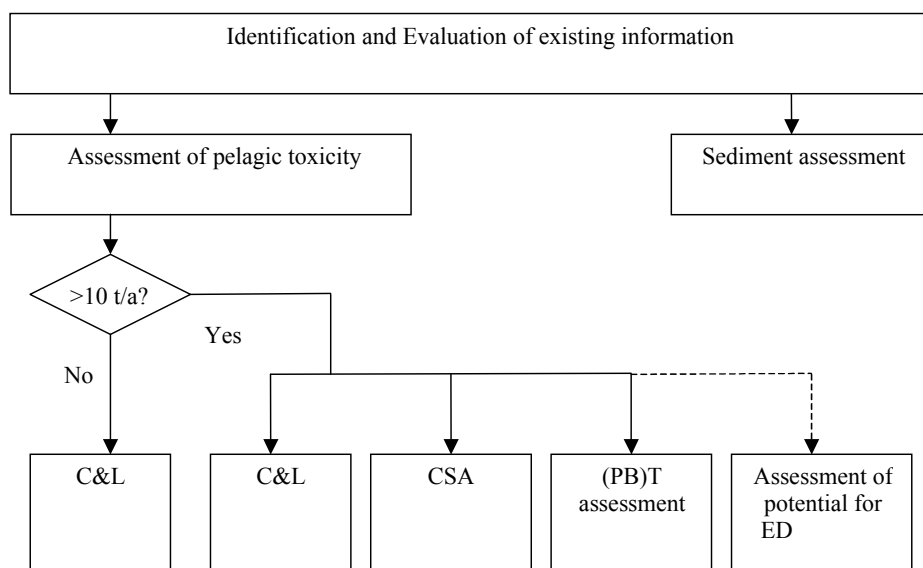 Identification and Evaluation of existing information
Assessment of pelagic toxicity
Sediment assessment
>10 t/a?
Yes
No
C&L
C&L
CSA
(PB)T
assessment
Assessment of
potential for
ED